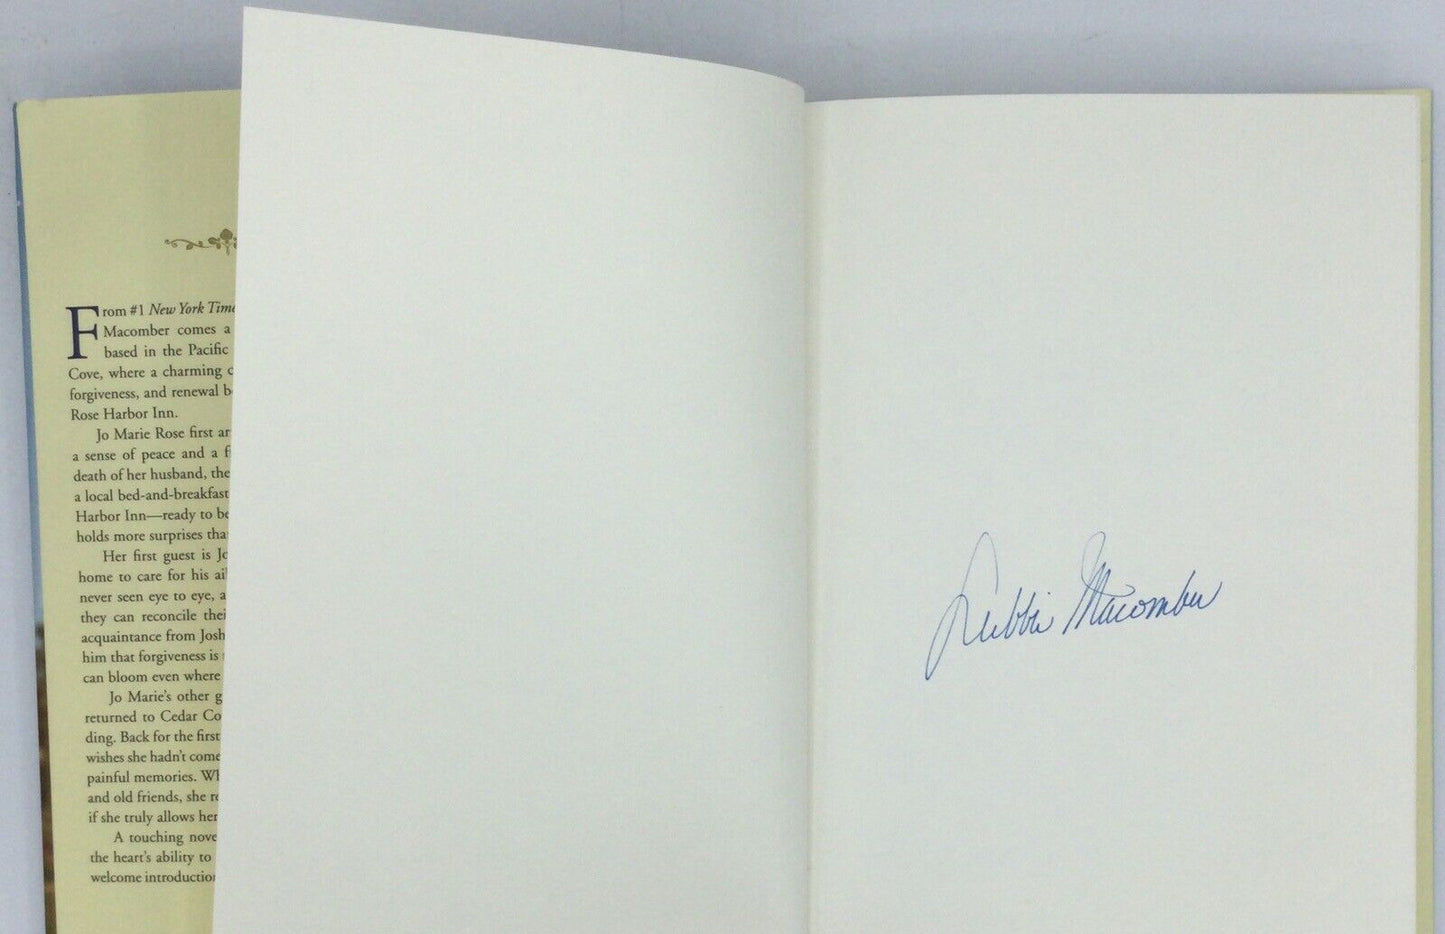 From #1 New York Time
Macomber comes a
based in the Pacific
Cove, where a charming c
forgiveness, and renewal b
Rose Harbor Inn.
Jo Marie Rose first ar
a sense of peace and a f
death of her husband, the
a local bed-and-breakfast
Harbor Inn—ready to be
holds more surprises tha
Her first guest is Jo
home to care for his ail
never seen eye to eye, a
they can reconcile thei
acquaintance from Josh
him that forgiveness is
can bloom even where
Jo Marie's other g
returned to Cedar Co
ding. Back for the first
wishes she hadn't come
painful memories. Wh
and old friends, she re
if she truly allows her
A touching nove
the heart's ability to
welcome introduction
Debbie Macomber